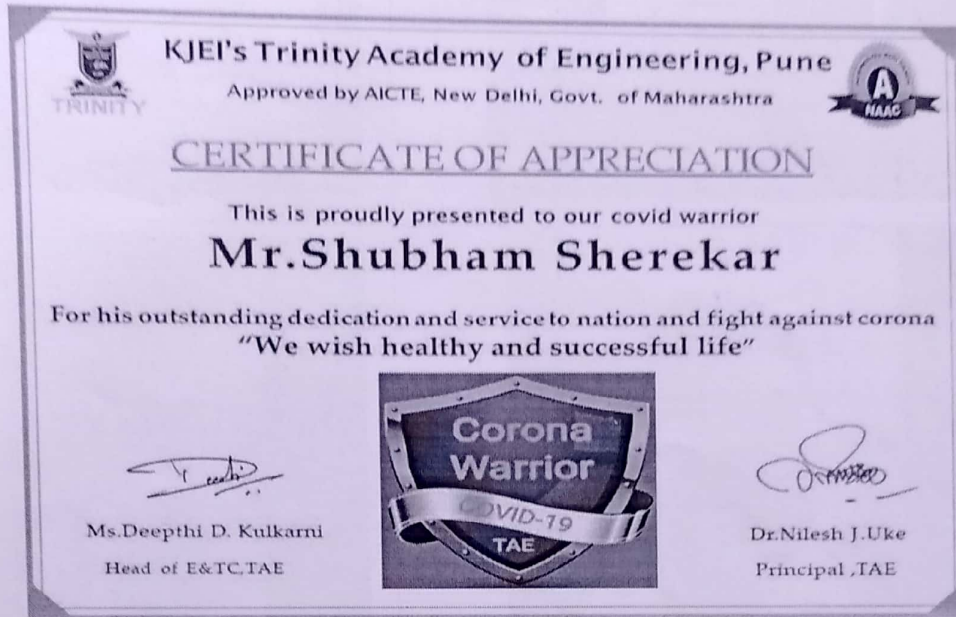 KJEI's Trinity Academy of Engineering, Pune
TRINITY
Approved by AICTE, New Delhi, Govt. of Maharashtra
A
NAAC
CERTIFICATE OF APPRECIATION
This is proudly presented to our covid warrior
Mr.Shubham Sherekar
For his outstanding dedication and service to nation and fight against corona
"We wish healthy and successful life"
Corona
Warrior
COVID-19
TAE
Ms.Deepthi D. Kulkarni
Head of E&TC,TAE
Dr.Nilesh J.Uke
Principal ,TAE